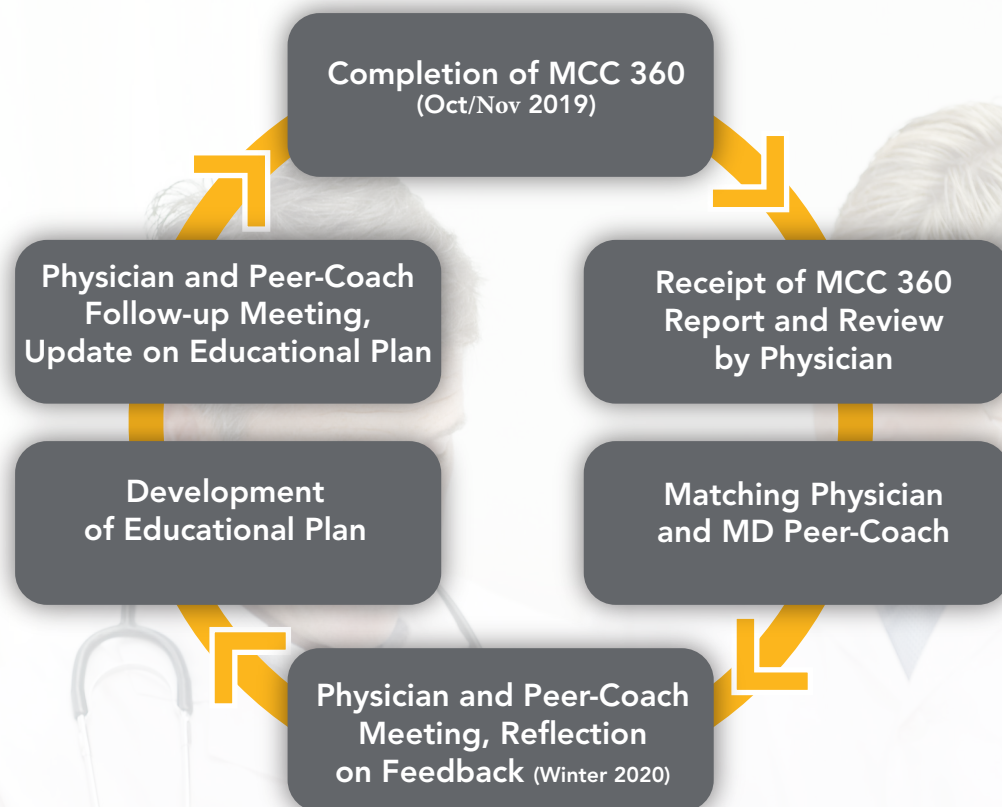 Completion of MCC 360
(Oct/Nov 2019)
Receipt of MCC 360
Report and Review
by Physician
Matching Physician
and MD Peer-Coach
Physician and Peer-Coach
Meeting, Reflection
on Feedback (Winter 2020)
Development
of Educational Plan
Physician and Peer-Coach
Follow-up Meeting,
Update on Educational Plan